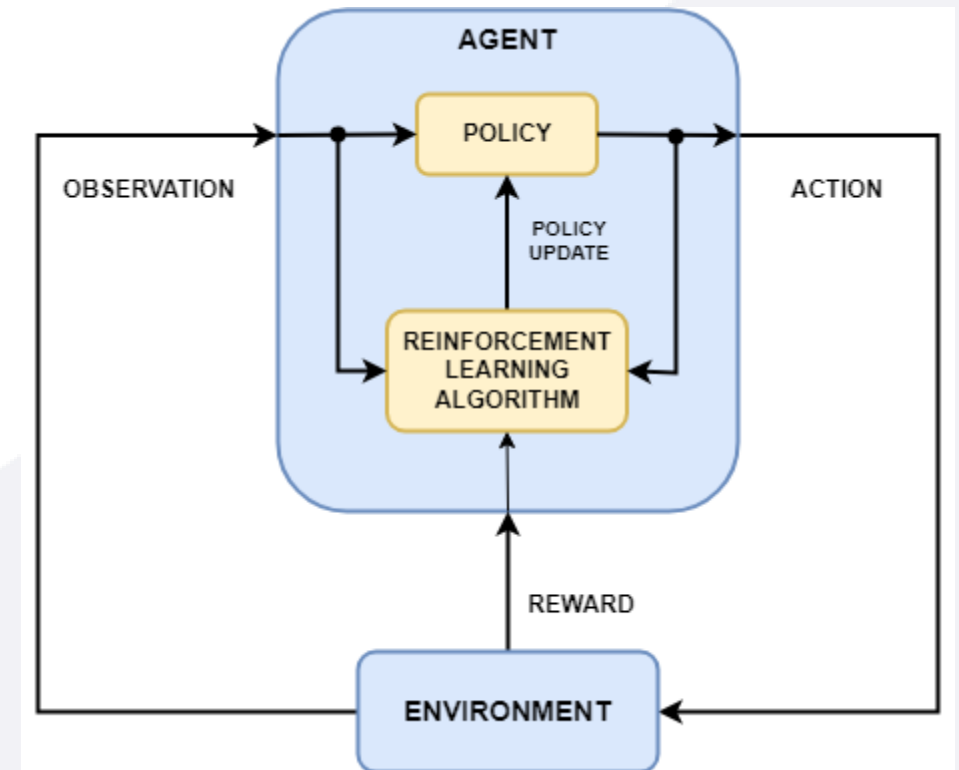 AGENT
POLICY
OBSERVATION
ACTION
POLICY
UPDATE
REINFORCEMENT
LEARNING
ALGORITHM
REWARD
ENVIRONMENT